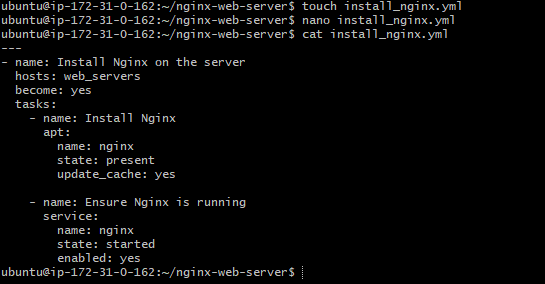 ubuntu@ip-172-31-0-162:~/nginx-web-server$ touch install_nginx.yml
ubuntu@ip-172-31-0-162:~/nginx-web-server$ nano install_nginx.yml
ubuntu@ip-172-31-0-162:~/nginx-web-server$ cat install_nginx.yml
---
- name: Install Nginx on the server
  hosts: web_servers
  become: yes
  tasks:
    - name: Install Nginx
      apt:
        name: nginx
        state: present
        update_cache: yes

    - name: Ensure Nginx is running
      service:
        name: nginx
        state: started
        enabled: yes
ubuntu@ip-172-31-0-162:~/nginx-web-server$